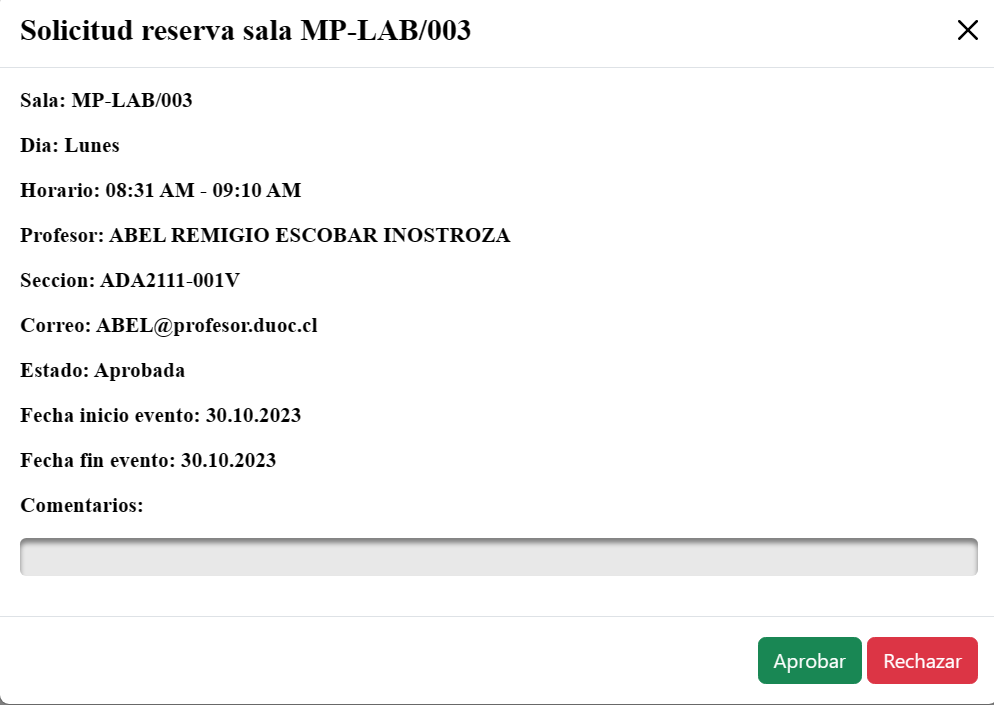 Solicitud reserva sala MP-LAB/003
Sala: MP-LAB/003
Dia: Lunes
Horario: 08:31 AM - 09:10 AM
Profesor: ABEL REMIGIO ESCOBAR INOSTROZA
Seccion: ADA2111-001V
Correo: ABEL@profesor.duoc.cl
Estado: Aprobada
Fecha inicio evento: 30.10.2023
Fecha fin evento: 30.10.2023
Comentarios:
Aprobar Rechazar